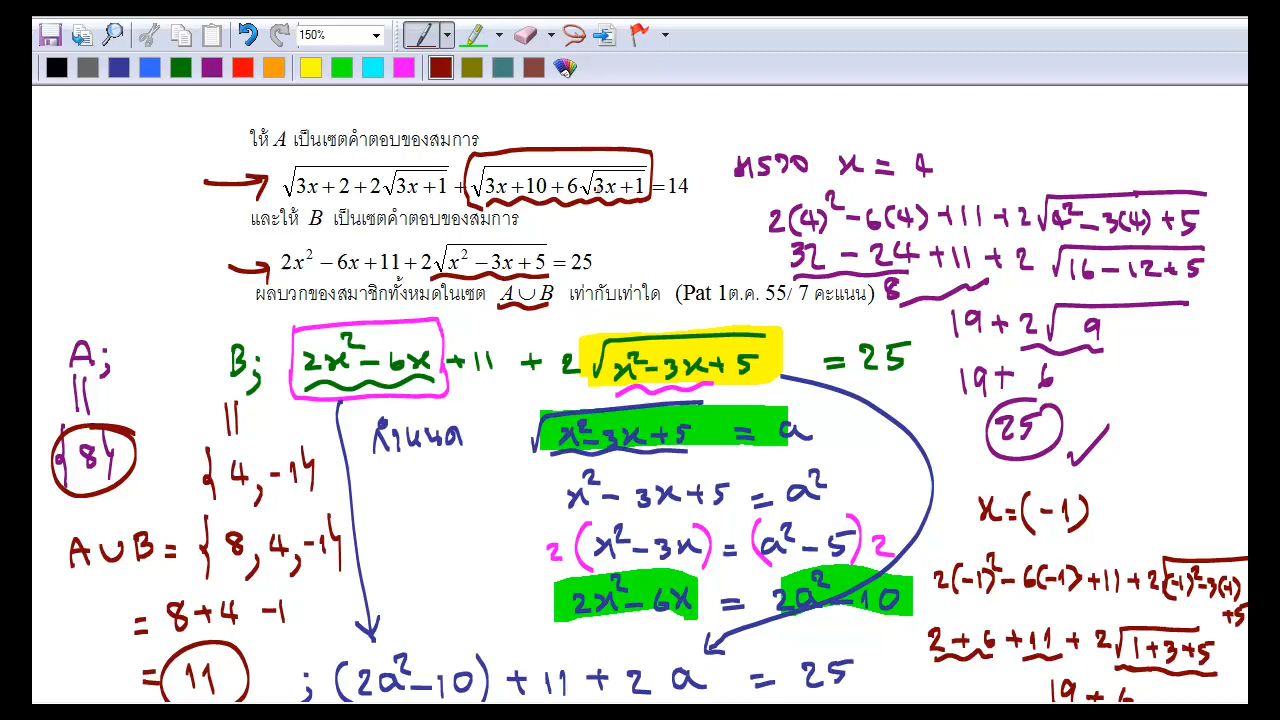 150%
ให้ A เป็นเซตคำตอบของสมการ
√(3x+2+2√(3x+1)) + √(3x+10+6√(3x+1)) = 14
และให้ B เป็นเซตคำตอบของสมการ
2x² − 6x + 11 + 2√(x² − 3x + 5) = 25
ผลบวกของสมาชิกทั้งหมดในเซต A∪B เท่ากับเท่าใด (Pat 1ต.ค. 55/ 7 คะแนน)
A;
||
{8}
B; 2x² − 6x + 11 + 2√(x² − 3x + 5) = 25
||
{4, −1}
A∪B = {8, 4, −1}
= 8+4 −1
= 11
กำหนด √(x² − 3x + 5) = a
x² − 3x + 5 = a²
2(x² − 3x) = (a² − 5)2
2x² − 6x = 2a² − 10
; (2a² − 10) + 11 + 2a = 25
ตรวจ x = 4
2(4)² − 6(4) + 11 + 2√(4² − 3(4) + 5)
32 − 24 + 11 + 2 √(16 − 12 + 5)
8
19 + 2√9
19 + 6
25 ✓
x = (−1)
2(−1)² − 6(−1) + 11 + 2√((−1)² − 3(−1) +5
2 + 6 + 11 + 2√(1 + 3 + 5)
19 + 6